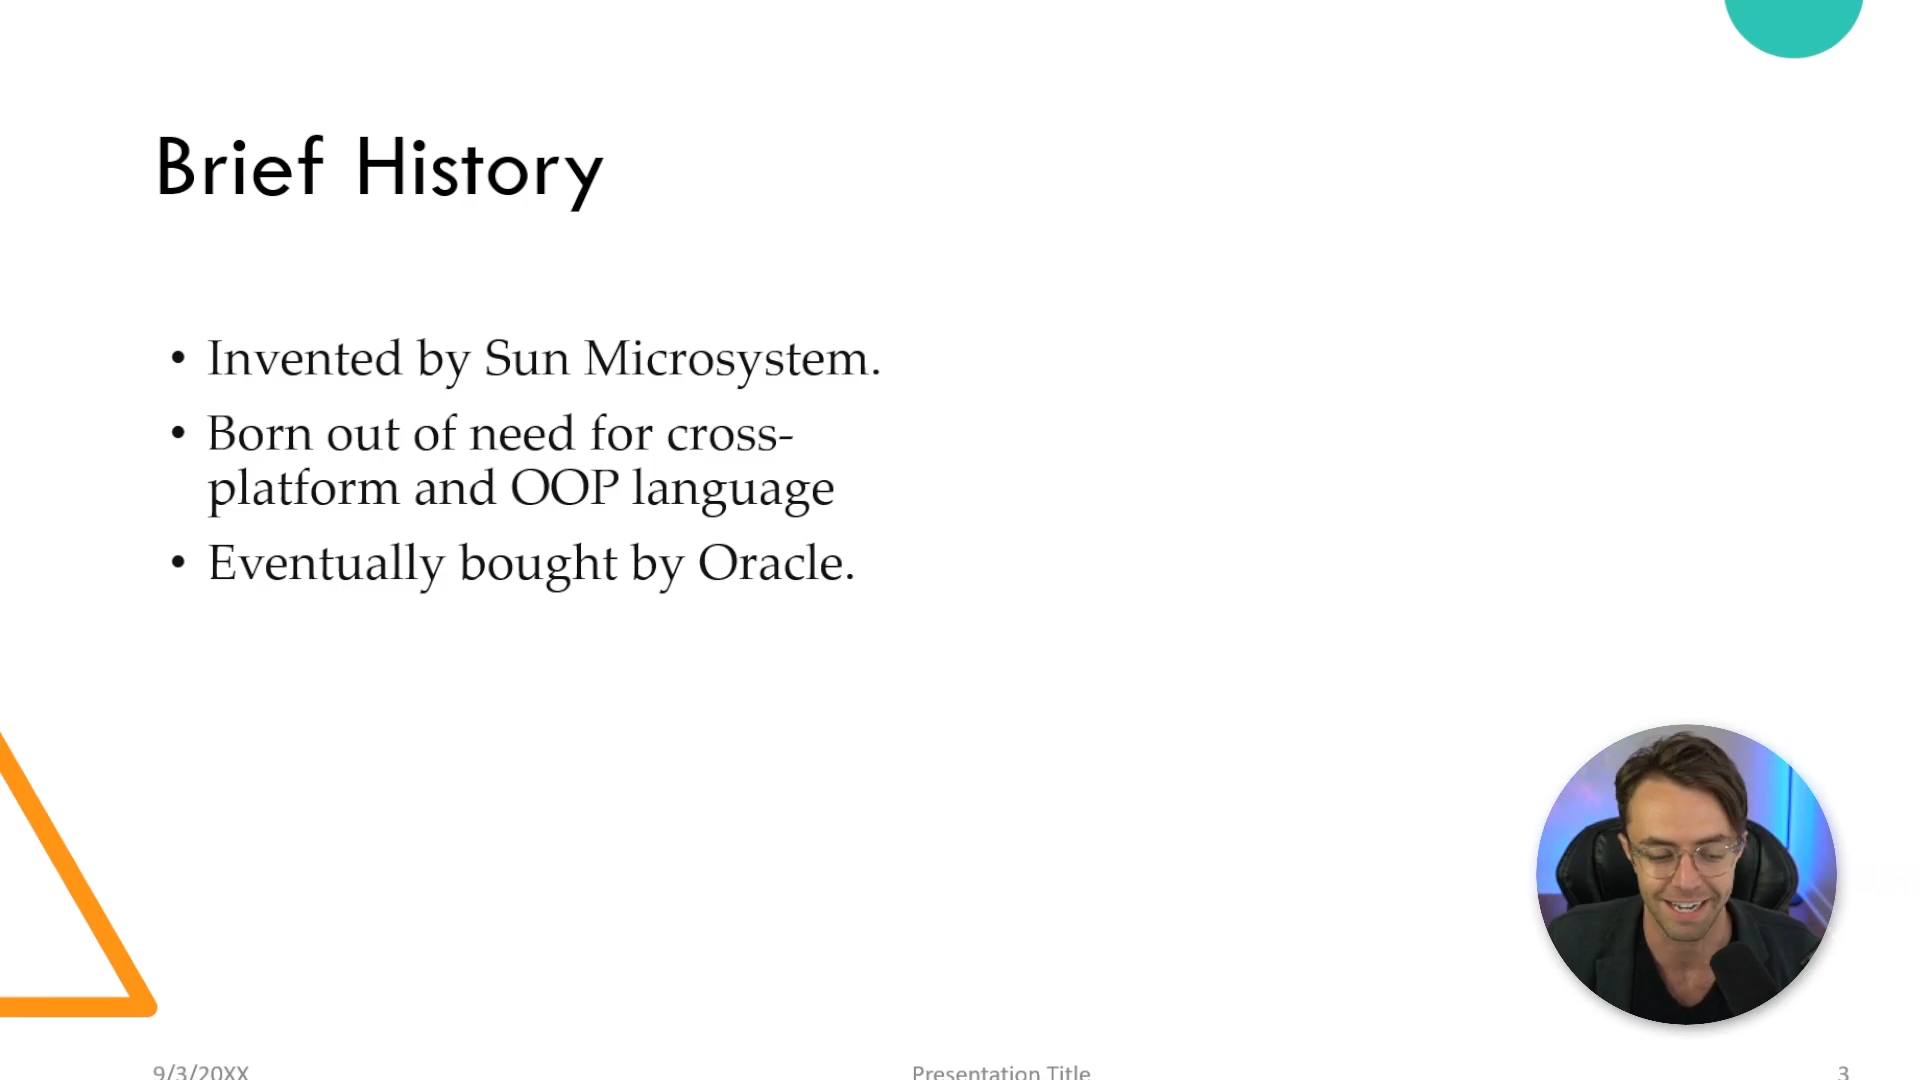 Brief History
• Invented by Sun Microsystem.
• Born out of need for cross-
platform and OOP language
• Eventually bought by Oracle.
9/3/20XX
Presentation Title
3